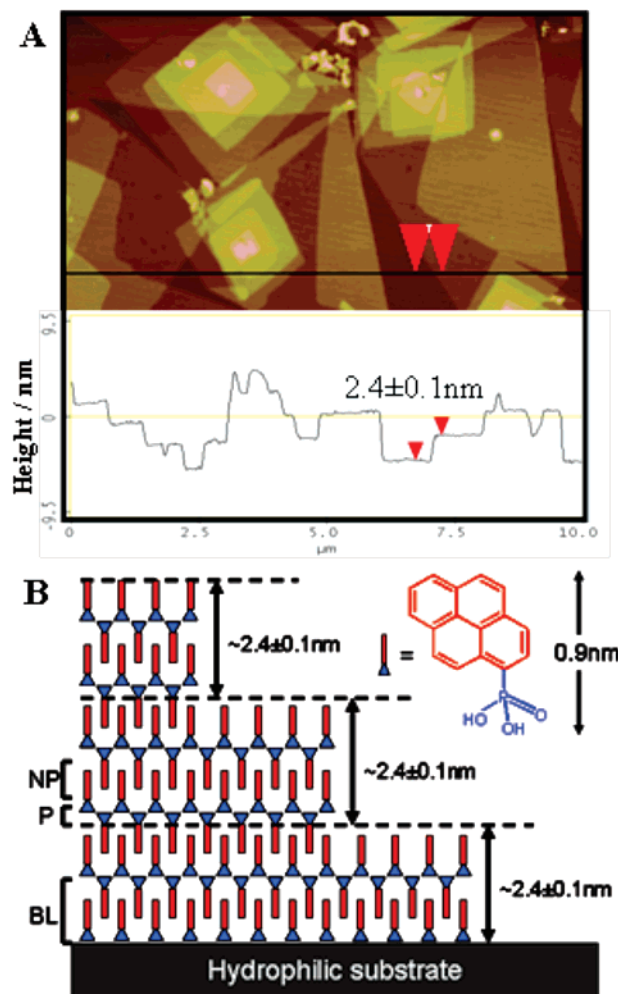 A
9.5
0
-9.5
Height / nm
2.4±0.1nm
0
2.5
5.0
7.5
10.0
µm
B
~2.4±0.1nm
=
0.9nm
P
O
HO
OH
~2.4±0.1nm
NP
P
~2.4±0.1nm
BL
Hydrophilic substrate